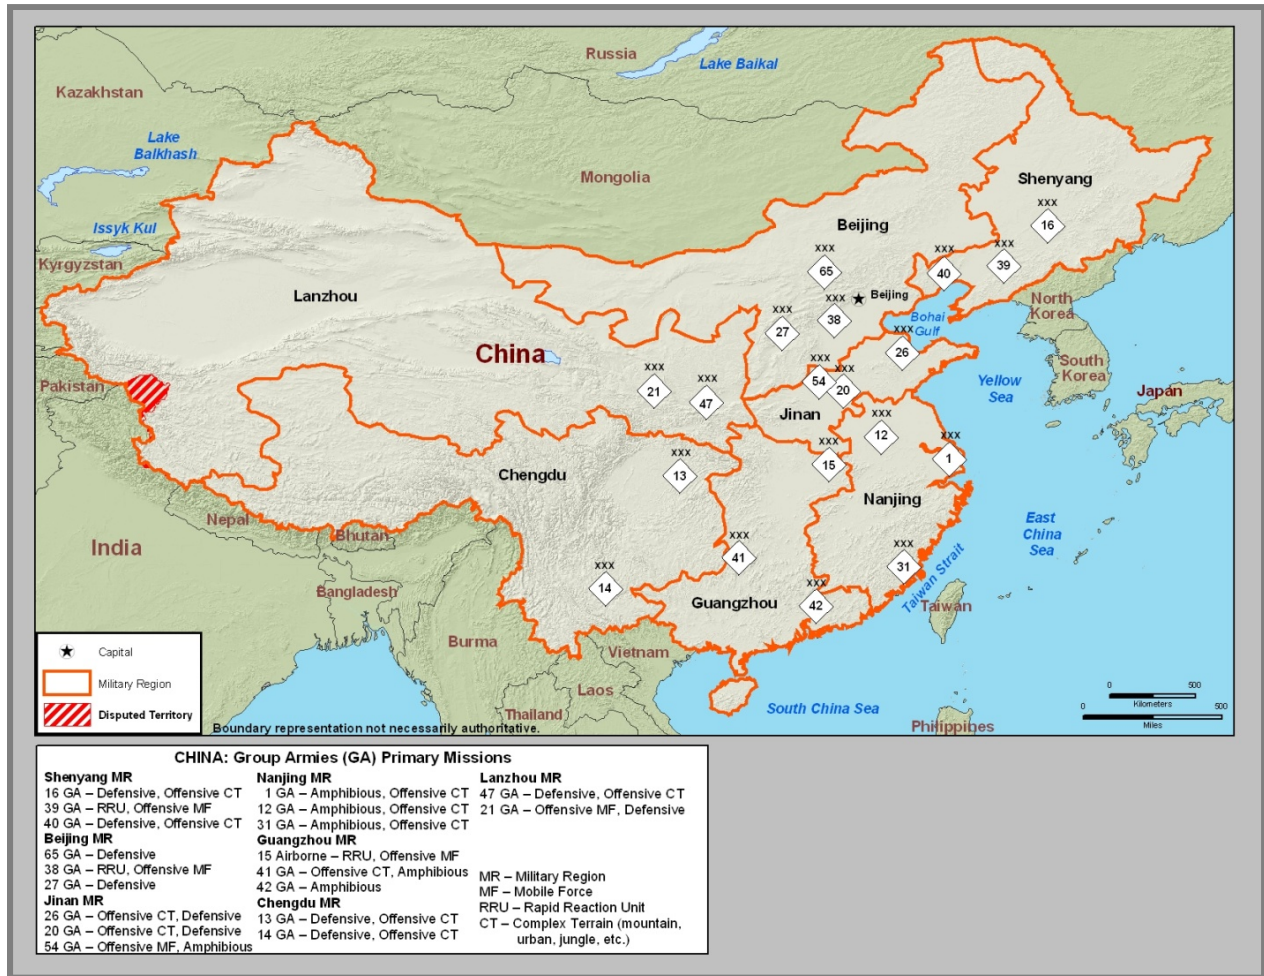 Russia
Lake Baikal
Kazakhstan
Lake
Balkhash
Mongolia
Shenyang
xxx
16
Issyk Kul
Beijing
xxx
65
xxx
40
xxx
39
Kyrgyzstan
Lanzhou
Beijing
xxx
38
xxx
27
North
Korea
Bohai
Gulf
xxx
26
China
South
Korea
Pakistan
xxx
21
xxx
47
xxx
54
xxx
20
Yellow
Sea
Japan
Jinan
xxx
12
xxx
1
xxx
15
Chengdu
xxx
13
Nanjing
Nepal
Bhutan
India
East
China
Sea
xxx
41
xxx
31
Taiwan Strait
xxx
14
Bangladesh
Guangzhou
xxx
42
Taiwan
Burma
Vietnam
Laos
Thailand
South China Sea
Philippines
Capital
Military Region
Disputed Territory
Boundary representation not necessarily authoritative.
0 500
Kilometers
0 500
Miles
CHINA: Group Armies (GA) Primary Missions
Shenyang MR
16 GA – Defensive, Offensive CT
39 GA – RRU, Offensive MF
40 GA – Defensive, Offensive CT
Beijing MR
65 GA – Defensive
38 GA – RRU, Offensive MF
27 GA – Defensive
Jinan MR
26 GA – Offensive CT, Defensive
20 GA – Offensive CT, Defensive
54 GA – Offensive MF, Amphibious
Nanjing MR
1 GA – Amphibious, Offensive CT
12 GA – Amphibious, Offensive CT
31 GA – Amphibious, Offensive CT
Guangzhou MR
15 Airborne – RRU, Offensive MF
41 GA – Offensive CT, Amphibious
42 GA – Amphibious
Chengdu MR
13 GA – Defensive, Offensive CT
14 GA – Defensive, Offensive CT
Lanzhou MR
47 GA – Defensive, Offensive CT
21 GA – Offensive MF, Defensive
MR – Military Region
MF – Mobile Force
RRU – Rapid Reaction Unit
CT – Complex Terrain (mountain,
urban, jungle, etc.)